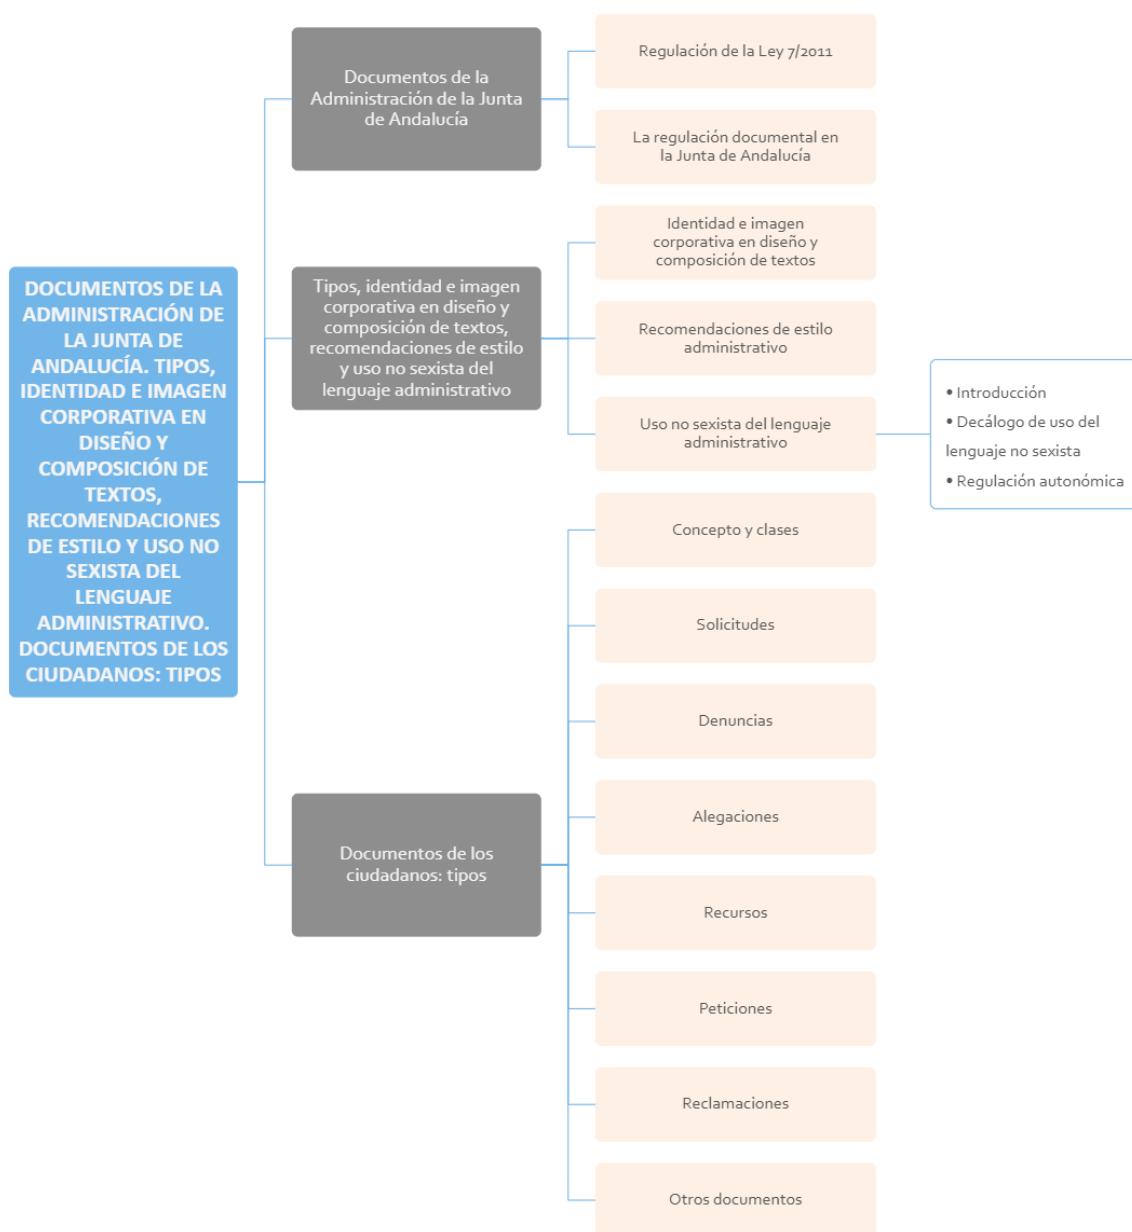 DOCUMENTOS DE LA
ADMINISTRACIÓN DE
LA JUNTA DE
ANDALUCÍA. TIPOS,
IDENTIDAD E IMAGEN
CORPORATIVA EN
DISEÑO Y
COMPOSICIÓN DE
TEXTOS,
RECOMENDACIONES
DE ESTILO Y USO NO
SEXISTA DEL
LENGUAJE
ADMINISTRATIVO.
DOCUMENTOS DE LOS
CIUDADANOS: TIPOS
Documentos de la
Administración de la Junta
de Andalucía
Regulación de la Ley 7/2011
La regulación documental en
la Junta de Andalucía
Tipos, identidad e imagen
corporativa en diseño y
composición de textos,
recomendaciones de estilo
y uso no sexista del
lenguaje administrativo
Identidad e imagen
corporativa en diseño y
composición de textos
Recomendaciones de estilo
administrativo
Uso no sexista del lenguaje
administrativo
• Introducción
• Decálogo de uso del
lenguaje no sexista
• Regulación autonómica
Documentos de los
ciudadanos: tipos
Concepto y clases
Solicitudes
Denuncias
Alegaciones
Recursos
Peticiones
Reclamaciones
Otros documentos